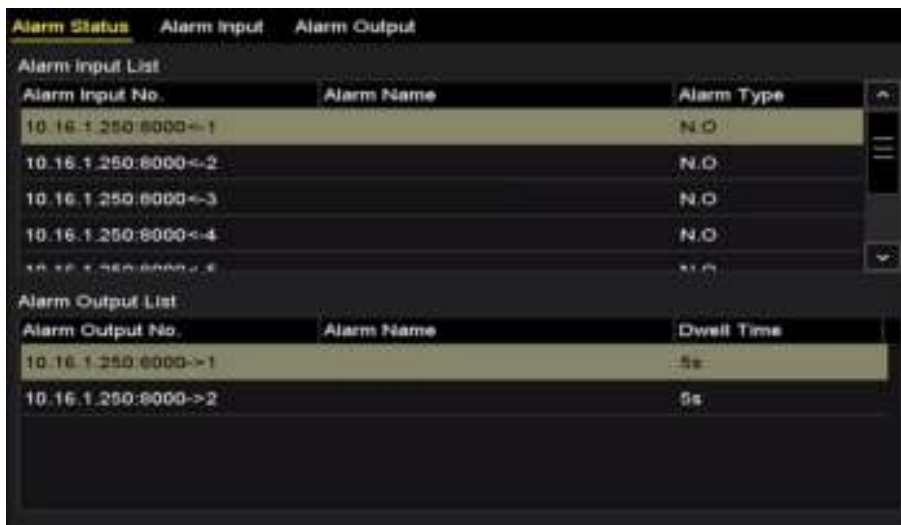 Alarm Status Alarm Input Alarm Output
Alarm Input List
Alarm Input No. Alarm Name Alarm Type
10.16.1.250:8000<-1 N.O
10.16.1.250:8000<-2 N.O
10.16.1.250:8000<-3 N.O
10.16.1.250:8000<-4 N.O
Alarm Output List
Alarm Output No. Alarm Name Dwell Time
10.16.1.250:8000->1 5s
10.16.1.250:8000->2 5s